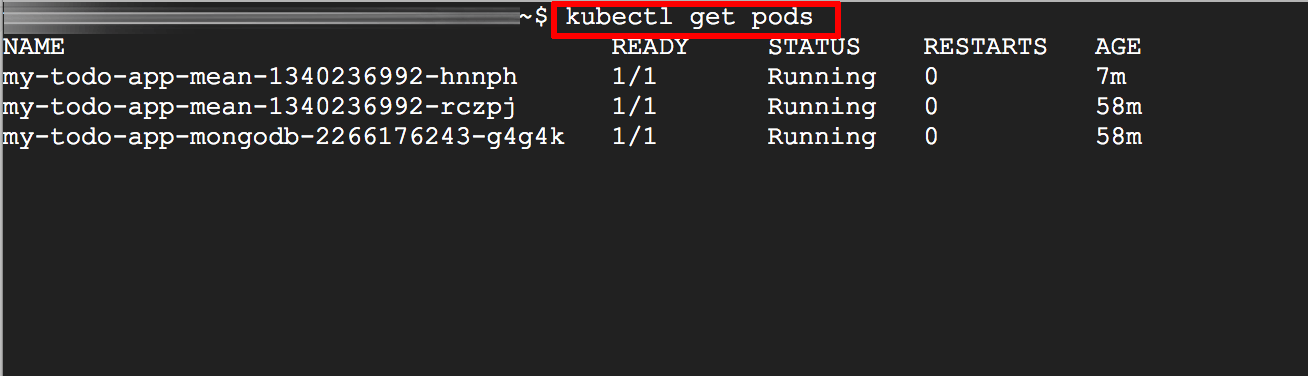 ~$ kubectl get pods
NAME READY STATUS RESTARTS AGE
my-todo-app-mean-1340236992-hnnph 1/1 Running 0 7m
my-todo-app-mean-1340236992-rczpj 1/1 Running 0 58m
my-todo-app-mongodb-2266176243-g4g4k 1/1 Running 0 58m